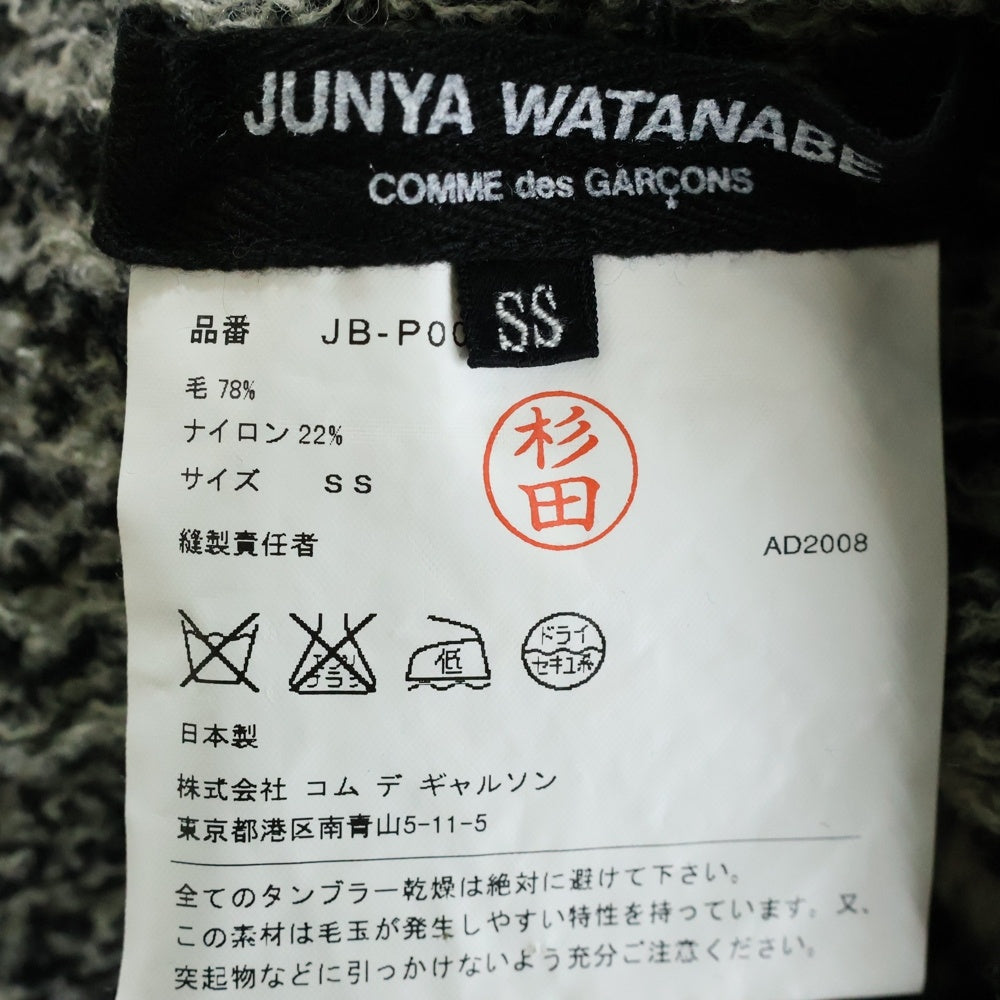 JUNYA WATANABE
COMME des GARÇONS
SS
品番 JB-P00
毛 78%
ナイロン 22%
サイズ SS
杉田
縫製責任者
AD2008
低
ドライ
セキユ系
日本製
株式会社 コム デ ギャルソン
東京都港区南青山5-11-5
全てのタンブラー乾燥は絶対に避けて下さい。
この素材は毛玉が発生しやすい特性を持っています。又、
突起物などに引っかけないよう充分ご注意ください。